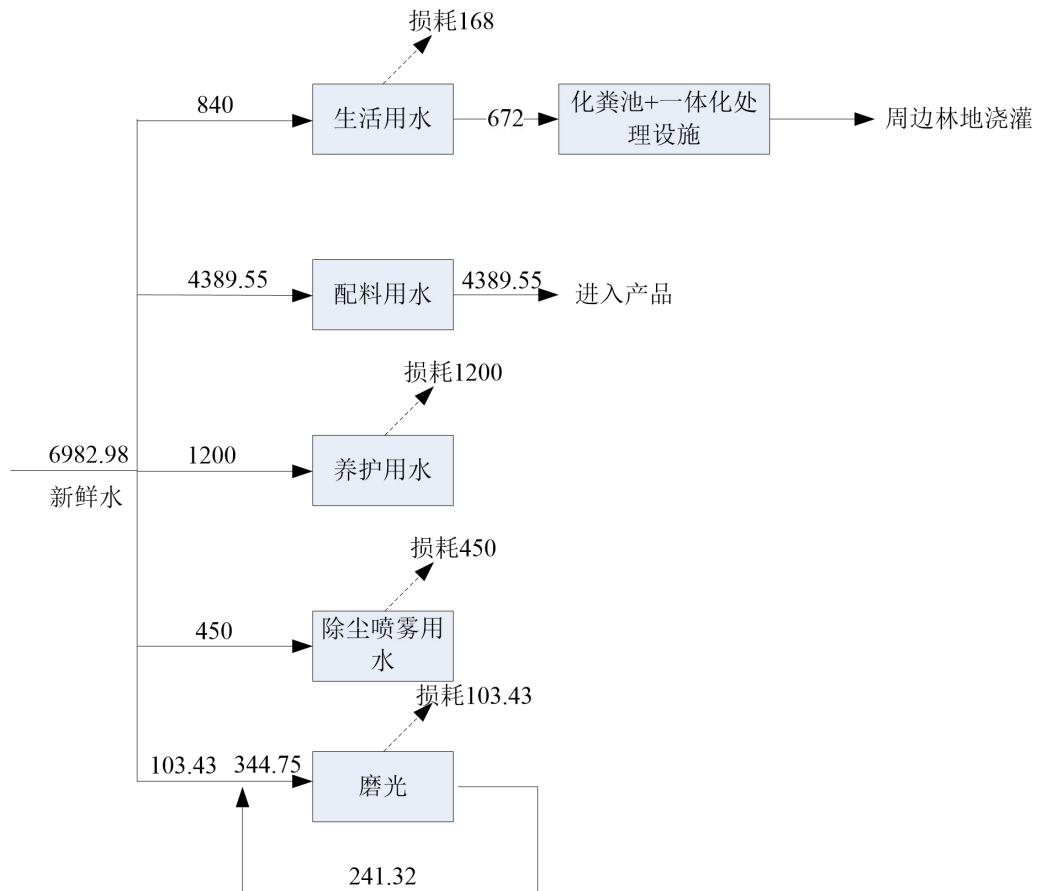 损耗168
840
生活用水
672
化粪池+一体化处
理设施
周边林地浇灌
4389.55
配料用水
4389.55
进入产品
损耗1200
6982.98
新鲜水
1200
养护用水
损耗450
450
除尘喷雾用
水
损耗103.43
103.43
344.75
磨光
241.32